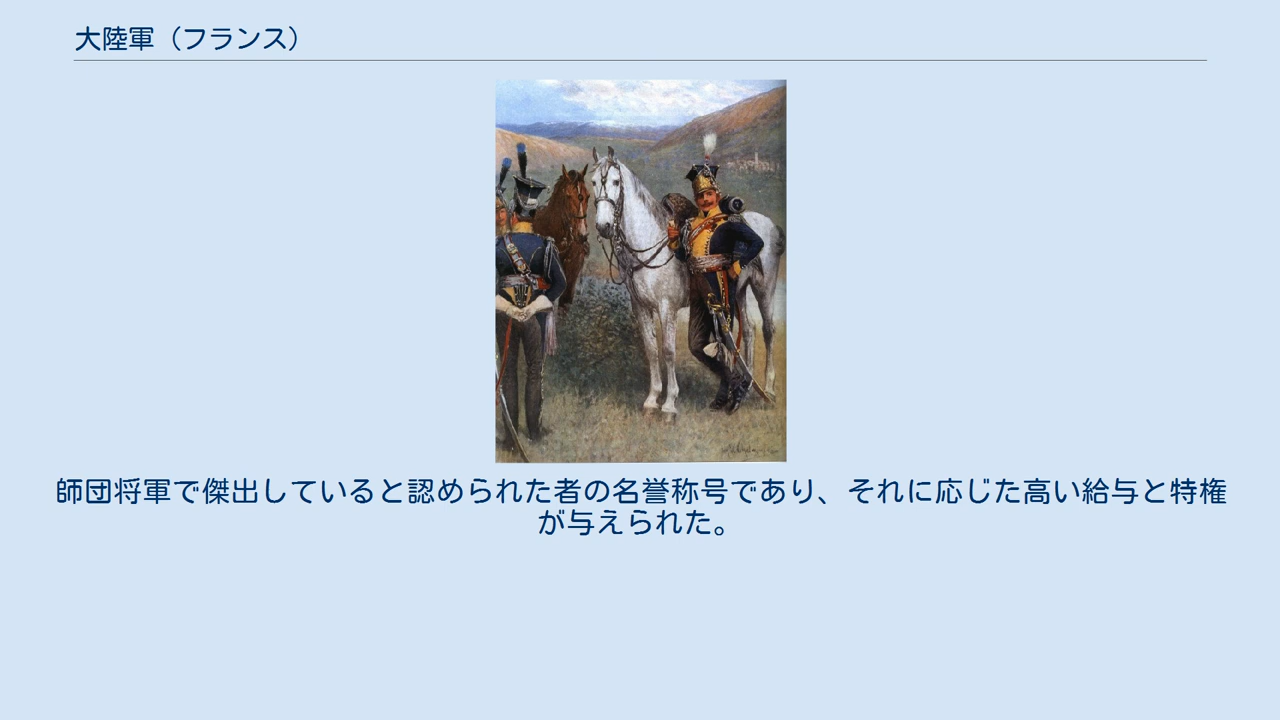 大陸軍（フランス）
師団将軍で傑出していると認められた者の名誉称号であり、それに応じた高い給与と特権
が与えられた。